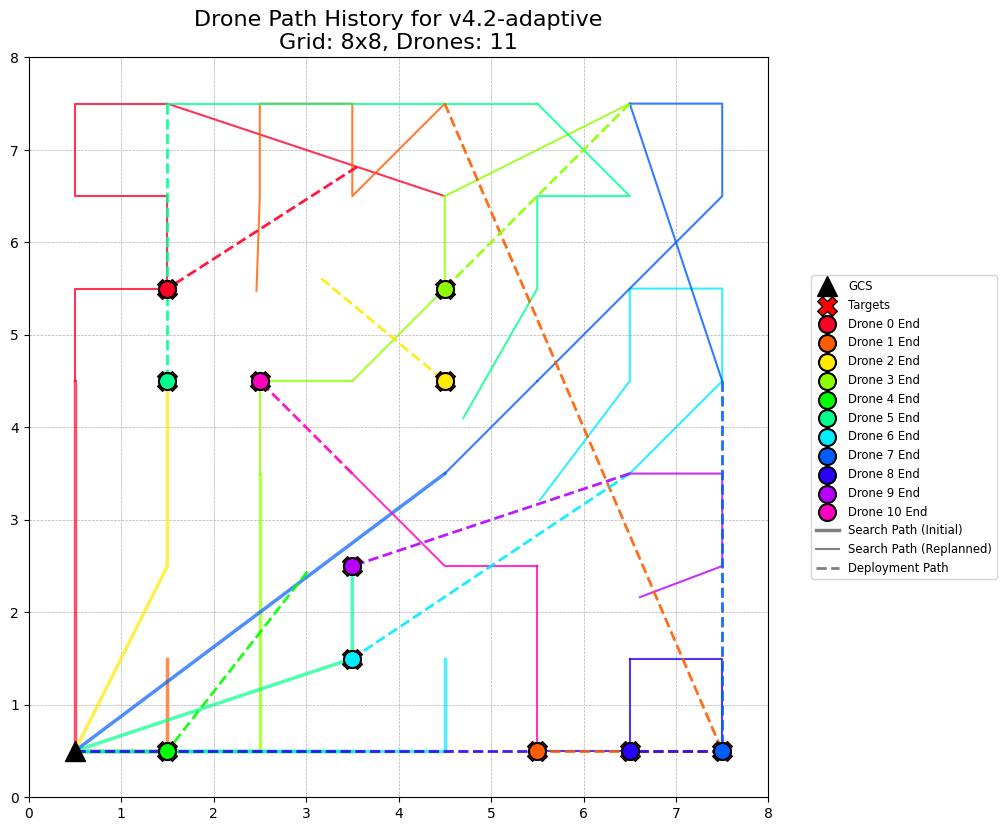 Drone Path History for v4.2-adaptive
Grid: 8x8, Drones: 11
8
7
6
5
4
3
2
1
0
0 1 2 3 4 5 6 7 8
GCS
Targets
Drone 0 End
Drone 1 End
Drone 2 End
Drone 3 End
Drone 4 End
Drone 5 End
Drone 6 End
Drone 7 End
Drone 8 End
Drone 9 End
Drone 10 End
Search Path (Initial)
Search Path (Replanned)
Deployment Path